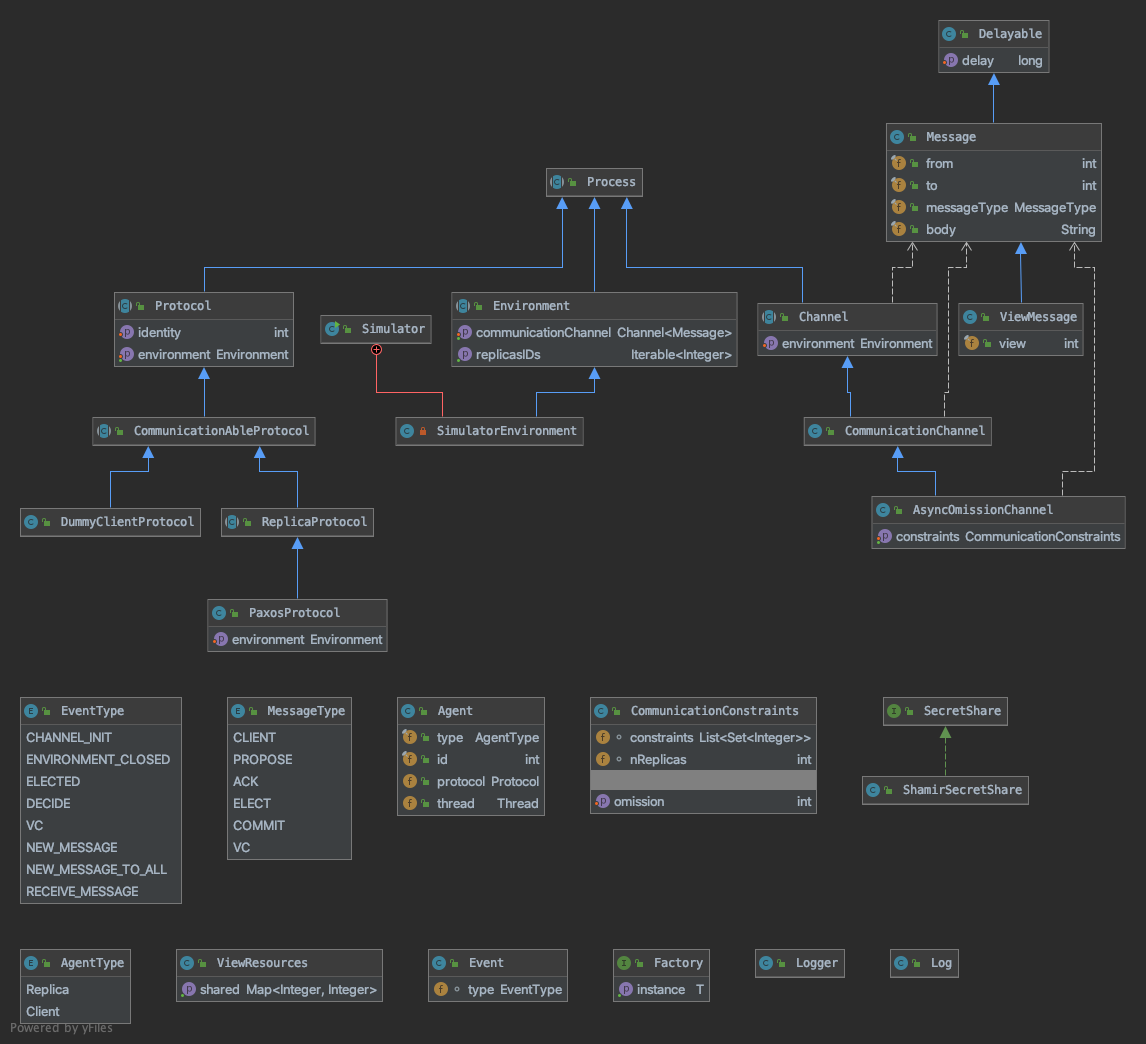 Delayable
delay long
Message
from int
to int
messageType MessageType
body String
Process
Protocol
identity int
environment Environment
Simulator
Environment
communicationChannel Channel<Message>
replicasIDs Iterable<Integer>
Channel
environment Environment
ViewMessage
view int
CommunicationAbleProtocol
SimulatorEnvironment
CommunicationChannel
DummyClientProtocol
ReplicaProtocol
AsyncOmissionChannel
constraints CommunicationConstraints
PaxosProtocol
environment Environment
EventType
CHANNEL_INIT
ENVIRONMENT_CLOSED
ELECTED
DECIDE
VC
NEW_MESSAGE
NEW_MESSAGE_TO_ALL
RECEIVE_MESSAGE
MessageType
CLIENT
PROPOSE
ACK
ELECT
COMMIT
VC
Agent
type AgentType
id int
protocol Protocol
thread Thread
CommunicationConstraints
constraints List<Set<Integer>>
nReplicas int
omission int
SecretShare
ShamirSecretShare
AgentType
Replica
Client
ViewResources
shared Map<Integer, Integer>
Event
type EventType
Factory
instance T
Logger
Log
Powered by yFiles